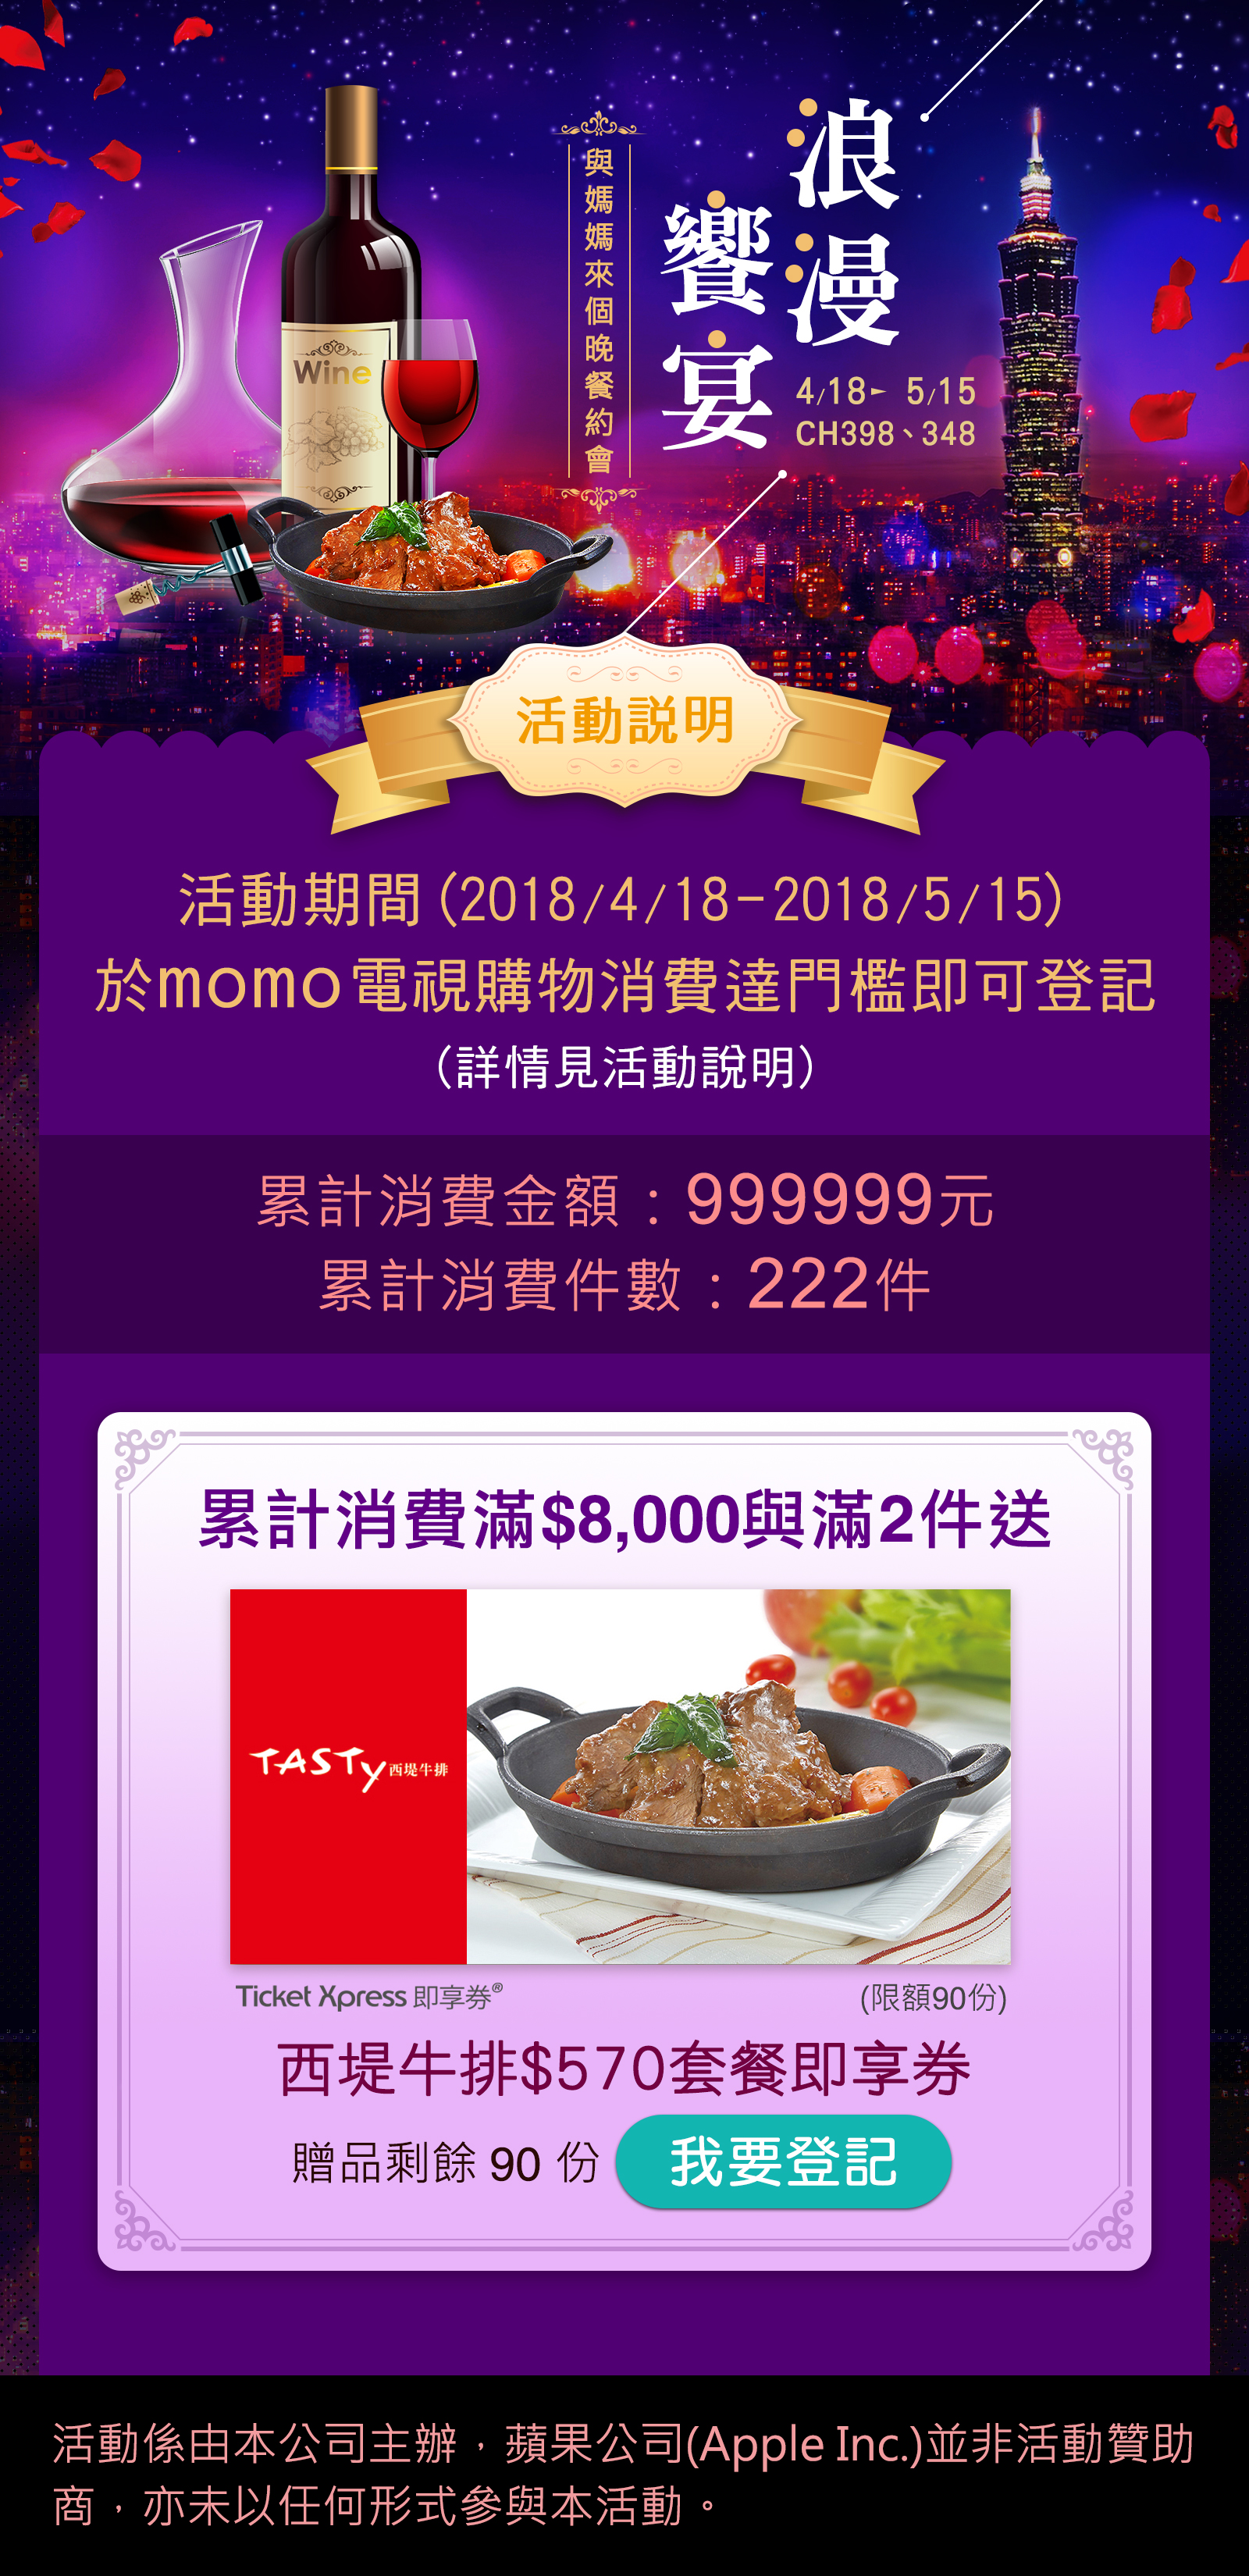 浪漫
饗宴
與媽媽來個晚餐約會
4/18- 5/15
CH398、348
Wine
活動説明
活動期間(2018/4/18-2018/5/15)
於momo電視購物消費達門檻即可登記
(詳情見活動說明)
累計消費金額:999999元
累計消費件數:222件
累計消費滿$8,000與滿2件送
TASTy 西堤牛排
Ticket Xpress 即享券®
(限額90份)
西堤牛排$570套餐即享券
贈品剩餘 90 份
我要登記
活動係由本公司主辦，蘋果公司(Apple Inc.)並非活動贊助
商，亦未以任何形式參與本活動。